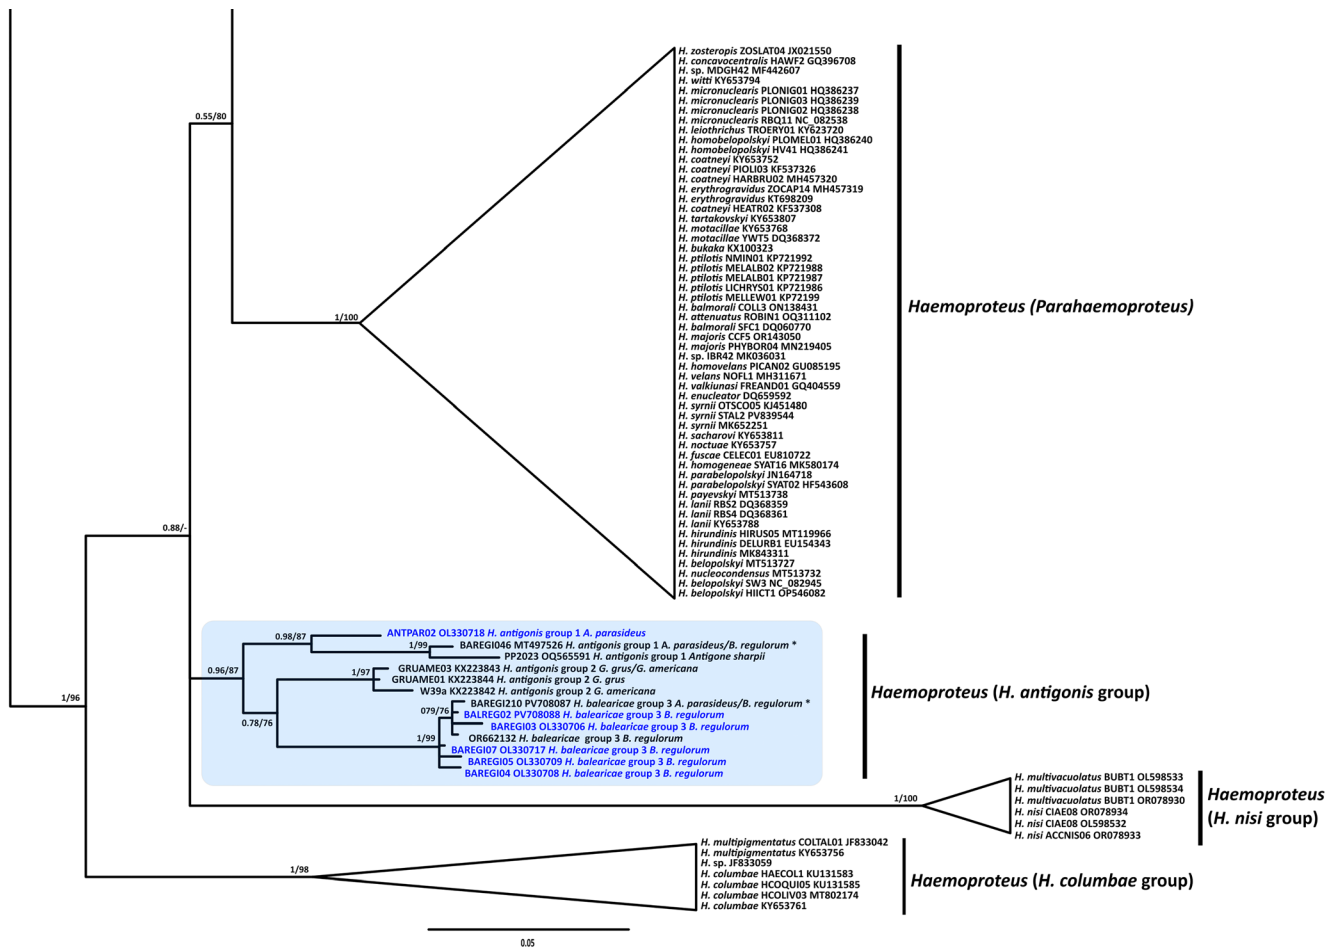 H. zosteropis ZOSLAT04 JX021550
H. concavocentralis HAWF2 GQ396708
H. sp. MDGH42 MF442607
H. witti KY653794
H. micronuclearis PLONIG01 HQ386237
H. micronuclearis PLONIG03 HQ386239
H. micronuclearis PLONIG02 HQ386238
H. micronuclearis RBQ11 NC_082538
H. leiothrichus TROERY01 KY623720
H. homobelopolskyi PLOMEL01 HQ386240
H. homobelopolskyi HV41 HQ386241
H. coatneyi KY653752
H. coatneyi PIOLI03 KF537326
H. coatneyi HARBRU02 MH457320
H. erythrogravidus ZOCAP14 MH457319
H. erythrogravidus KT698209
H. coatneyi HEATR02 KF537308
H. tartakovskyi KY653807
H. motacillae KY653768
H. motacillae YWT5 DQ368372
H. bukaka KX100323
H. ptilotis NMIN01 KP721992
H. ptilotis MELALB02 KP721988
H. ptilotis MELALB01 KP721987
H. ptilotis LICHRYS01 KP721986
H. ptilotis MELLEW01 KP72199
H. balmorali COLL3 ON138431
H. attenuatus ROBIN1 OQ311102
H. balmorali SFC1 DQ060770
H. majoris CCF5 OR143050
H. majoris PHYBOR04 MN219405
H. sp. IBR42 MK036031
H. homovelans PICAN02 GU085195
H. velans NOFL1 MH311671
H. valkiunasi FREAND01 GQ404559
H. enucleator DQ659592
H. syrnii OTSCO05 KJ451480
H. syrnii STAL2 PV839544
H. syrnii MK652251
H. sacharovi KY653811
H. noctuae KY653757
H. fuscae CELEC01 EU810722
H. homogeneae SYAT16 MK580174
H. parabelopolskyi JN164718
H. parabelopolskyi SYAT02 HF543608
H. payevskyi MT513738
H. lanii RBS2 DQ368359
H. lanii RBS4 DQ368361
H. lanii KY653788
H. hirundinis HIRUS05 MT119966
H. hirundinis DELURB1 EU154343
H. hirundinis MK843311
H. belopolskyi MT513727
H. nucleocondensus MT513732
H. belopolskyi SW3 NC_082945
H. belopolskyi HIICT1 OP546082
Haemoproteus (Parahaemoproteus)
0.55/80
1/100
0.88/-
ANTPAR02 OL330718 H. antigonis group 1 A. parasideus
BAREGI046 MT497526 H. antigonis group 1 A. parasideus/B. regulorum *
PP2023 OQ565591 H. antigonis group 1 Antigone sharpii
GRUAME03 KX223843 H. antigonis group 2 G. grus/G. americana
GRUAME01 KX223844 H. antigonis group 2 G. grus
W39a KX223842 H. antigonis group 2 G. americana
BAREGI210 PV708087 H. balearicae group 3 A. parasideus/B. regulorum *
BALREG02 PV708088 H. balearicae group 3 B. regulorum
BAREGI03 OL330706 H. balearicae group 3 B. regulorum
OR662132 H. balearicae group 3 B. regulorum
BAREGI07 OL330717 H. balearicae group 3 B. regulorum
BAREGI05 OL330709 H. balearicae group 3 B. regulorum
BAREGI04 OL330708 H. balearicae group 3 B. regulorum
0.98/87
1/99
0.96/87
1/97
079/76
0.78/76
1/99
1/96
Haemoproteus (H. antigonis group)
1/100
H. multivacuolatus BUBT1 OL598533
H. multivacuolatus BUBT1 OL598534
H. multivacuolatus BUBT1 OR078930
H. nisi CIAE08 OR078934
H. nisi CIAE08 OL598532
H. nisi ACCNIS06 OR078933
Haemoproteus
(H. nisi group)
1/98
H. multipigmentatus COLTAL01 JF833042
H. multipigmentatus KY653756
H. sp. JF833059
H. columbae HAECOL1 KU131583
H. columbae HCOQUI05 KU131585
H. columbae HCOLIV03 MT802174
H. columbae KY653761
Haemoproteus (H. columbae group)
0.05